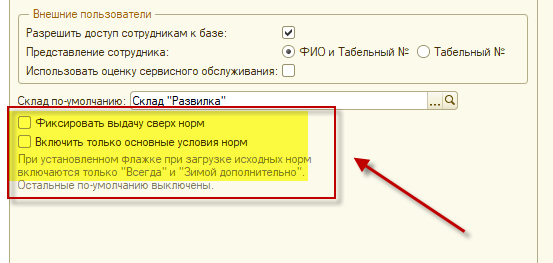 Внешние пользователи
Разрешить доступ сотрудникам к базе:
Представление сотрудника: ФИО и Табельный № Табельный №
Использовать оценку сервисного обслуживания:
Склад по-умолчанию: Склад "Развилка" ...
Фиксировать выдачу сверх норм
Включить только основные условия норм
При установленном флажке при загрузке исходных норм
включаются только "Всегда" и "Зимой дополнительно".
Остальные по-умолчанию выключены.